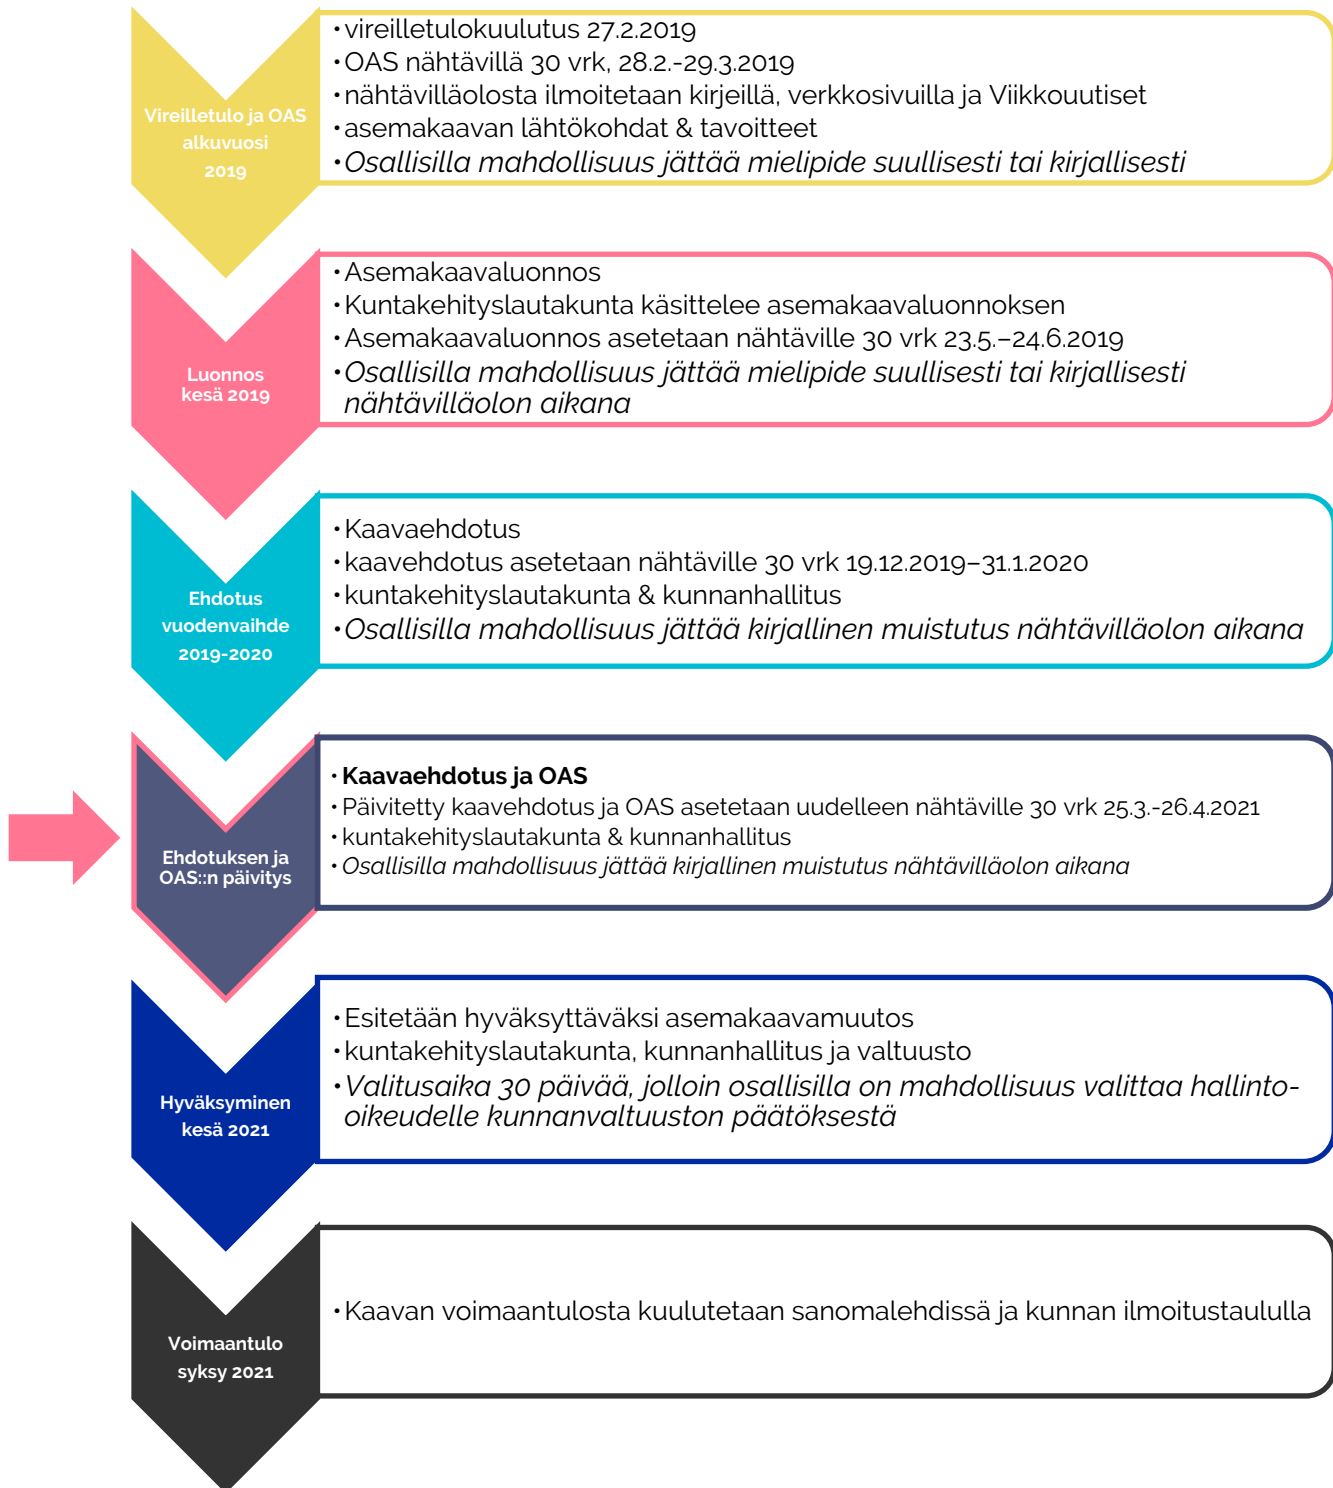 Vireilletulo ja OAS
alkuvuosi
2019
•vireilletulokuulutus 27.2.2019
•OAS nähtävillä 30 vrk, 28.2.-29.3.2019
•nähtävilläolosta ilmoitetaan kirjeillä, verkkosivuilla ja Viikkouutiset
•asemakaavan lähtökohdat & tavoitteet
•Osallisilla mahdollisuus jättää mielipide suullisesti tai kirjallisesti
Luonnos
kesä 2019
•Asemakaavaluonnos
•Kuntakehityslautakunta käsittelee asemakaavaluonnoksen
•Asemakaavaluonnos asetetaan nähtäville 30 vrk 23.5.–24.6.2019
•Osallisilla mahdollisuus jättää mielipide suullisesti tai kirjallisesti
nähtävilläolon aikana
Ehdotus
vuodenvaihde
2019-2020
•Kaavaehdotus
•kaavehdotus asetetaan nähtäville 30 vrk 19.12.2019–31.1.2020
•kuntakehityslautakunta & kunnanhallitus
•Osallisilla mahdollisuus jättää kirjallinen muistutus nähtävilläolon aikana
Ehdotuksen ja
OAS::n päivitys
• Kaavaehdotus ja OAS
• Päivitetty kaavehdotus ja OAS asetetaan uudelleen nähtäville 30 vrk 25.3.-26.4.2021
• kuntakehityslautakunta & kunnanhallitus
• Osallisilla mahdollisuus jättää kirjallinen muistutus nähtävilläolon aikana
Hyväksyminen
kesä 2021
•Esitetään hyväksyttäväksi asemakaavamuutos
•kuntakehityslautakunta, kunnanhallitus ja valtuusto
•Valitusaika 30 päivää, jolloin osallisilla on mahdollisuus valittaa hallinto-
oikeudelle kunnanvaltuuston päätöksestä
Voimaantulo
syksy 2021
•Kaavan voimaantulosta kuulutetaan sanomalehdissä ja kunnan ilmoitustaululla